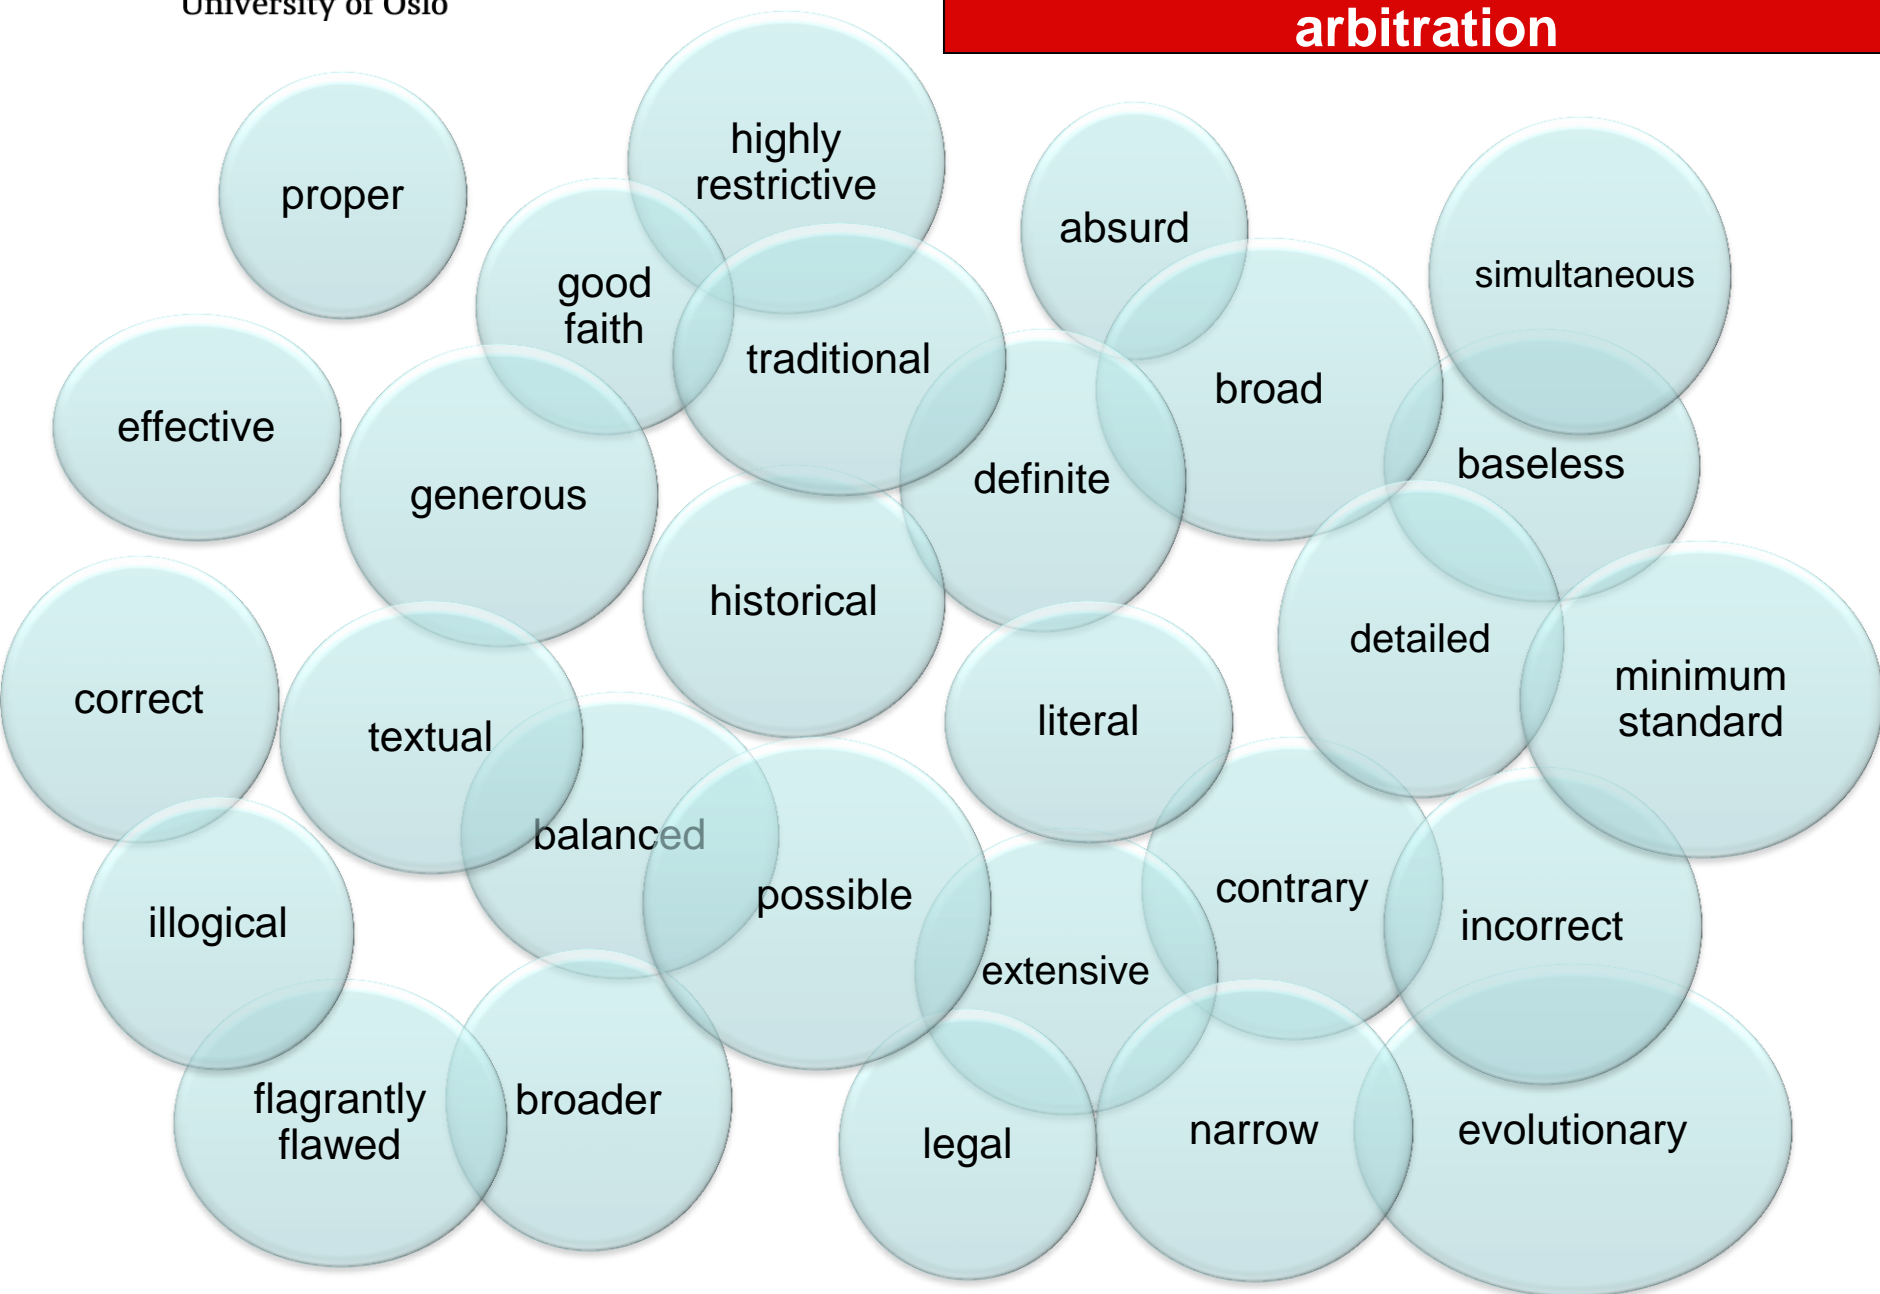 University of Oslo
arbitration
proper
highly
restrictive
absurd
simultaneous
good
faith
traditional
broad
effective
generous
definite
baseless
historical
detailed
correct
textual
literal
minimum
standard
balanced
possible
contrary
incorrect
illogical
extensive
flagrantly
flawed
broader
legal
narrow
evolutionary